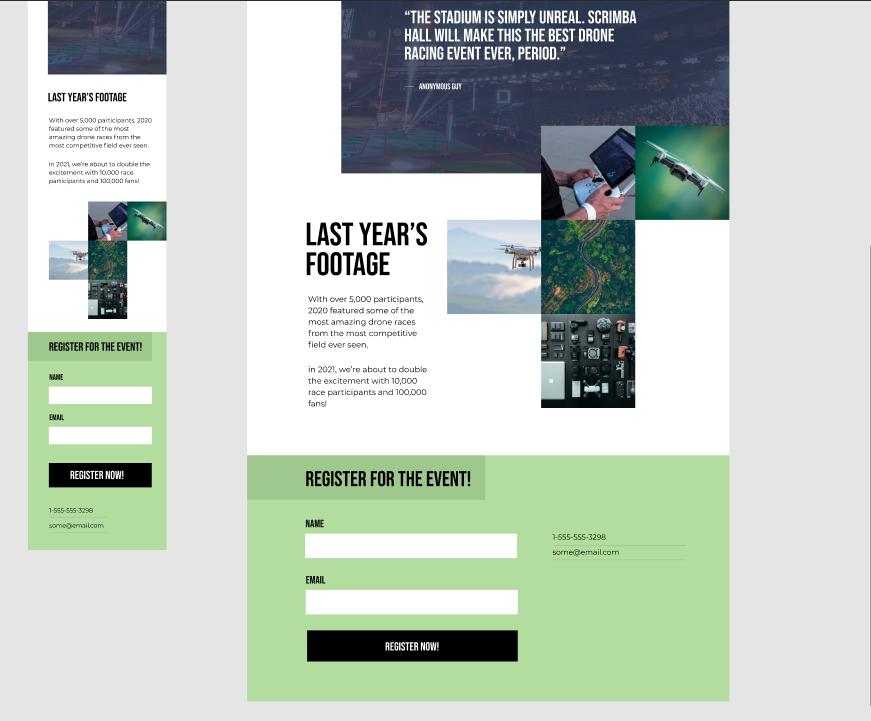 LAST YEAR'S FOOTAGE
With over 5,000 participants, 2020
featured some of the most
amazing drone races from the
most competitive field ever seen.
in 2021, we're about to double the
excitement with 10,000 race
participants and 100,000 fans!
REGISTER FOR THE EVENT!
NAME
EMAIL
REGISTER NOW!
1-555-555-3298
some@email.com
“THE STADIUM IS SIMPLY UNREAL. SCRIMBA
HALL WILL MAKE THIS THE BEST DRONE
RACING EVENT EVER, PERIOD.”
ANONYMOUS GUY
LAST YEAR'S
FOOTAGE
With over 5,000 participants,
2020 featured some of the
most amazing drone races
from the most competitive
field ever seen.
in 2021, we're about to double
the excitement with 10,000
race participants and 100,000
fans!
REGISTER FOR THE EVENT!
NAME
EMAIL
REGISTER NOW!
1-555-555-3298
some@email.com